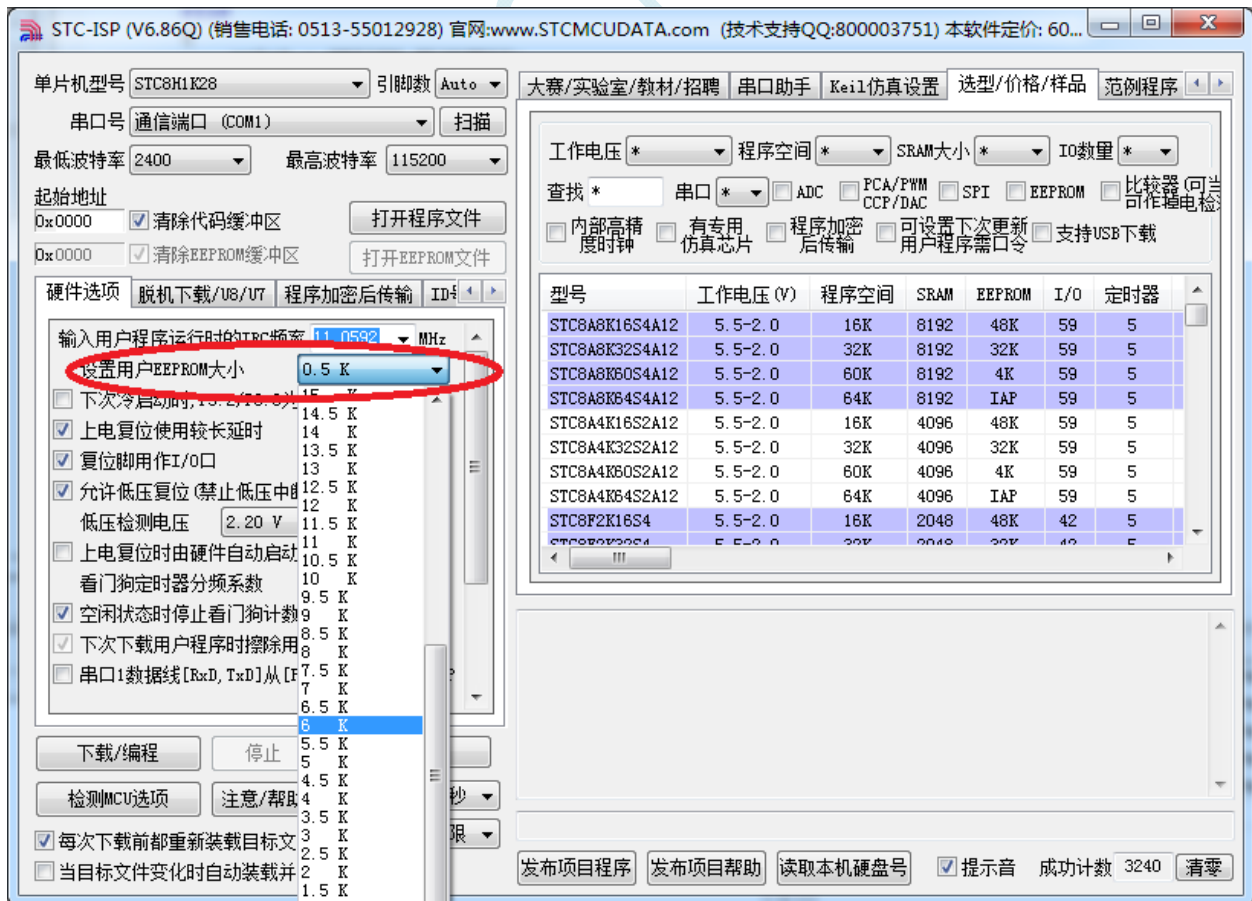 STC-ISP (V6.86Q) (销售电话: 0513-55012928) 官网:www.STCMCUDATA.com (技术支持QQ:800003751) 本软件定价: 60...
单片机型号 STC8H1K28 引脚数 Auto
串口号 通信端口 (COM1) 扫描
最低波特率 2400 最高波特率 115200
起始地址
0x0000 清除代码缓冲区 打开程序文件
0x0000 清除EEPROM缓冲区 打开EEPROM文件
硬件选项 脱机下载/U8/U7 程序加密后传输
输入用户程序运行时的IRC频率 11.0592 MHz
设置用户EEPROM大小 0.5 K
下次冷启动时,
上电复位使用较长延时
复位脚用作I/O口
允许低压复位(禁止低压中
低压检测电压 2.20 V
上电复位时由硬件自动启动
看门狗定时器分频系数
空闲状态时停止看门狗计数
下次下载用户程序时擦除用
串口1数据线[RxD,TxD]从[
15 K
14.5 K
14 K
13.5 K
13 K
12.5 K
12 K
11.5 K
11 K
10.5 K
10 K
9.5 K
9 K
8.5 K
8 K
7.5 K
7 K
6.5 K
6 K
5.5 K
5 K
4.5 K
4 K
3.5 K
3 K
2.5 K
2 K
1.5 K
下载/编程 停止
检测MCU选项 注意/帮助 秒
每次下载前都重新装载目标文 限
当目标文件变化时自动装载并
大赛/实验室/教材/招聘 串口助手 Keil仿真设置 选型/价格/样品 范例程序
工作电压 * 程序空间 * SRAM大小 * IO数量 *
查找 * 串口 * ADC PCA/PWM CCP/DAC SPI EEPROM 比较器(可当 可作掉电检测
内部高精度时钟 有专用仿真芯片 程序加密后传输 可设置下次更新用户程序需口令 支持USB下载
型号 工作电压(V) 程序空间 SRAM EEPROM I/O 定时器
STC8A8K16S4A12 5.5-2.0 16K 8192 48K 59 5
STC8A8K32S4A12 5.5-2.0 32K 8192 32K 59 5
STC8A8K60S4A12 5.5-2.0 60K 8192 4K 59 5
STC8A8K64S4A12 5.5-2.0 64K 8192 IAP 59 5
STC8A4K16S2A12 5.5-2.0 16K 4096 48K 59 5
STC8A4K32S2A12 5.5-2.0 32K 4096 32K 59 5
STC8A4K60S2A12 5.5-2.0 60K 4096 4K 59 5
STC8A4K64S2A12 5.5-2.0 64K 4096 IAP 59 5
STC8F2K16S4 5.5-2.0 16K 2048 48K 42 5
STC8F2K32S4 5.5-2.0 32K 2048 32K 42 5
发布项目程序 发布项目帮助 读取本机硬盘号 提示音 成功计数 3240 清零